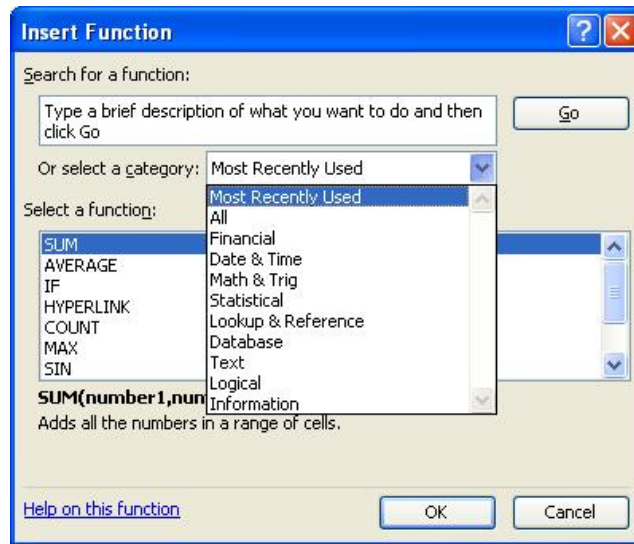 Insert Function
Search for a function:
Type a brief description of what you want to do and then
click Go
Go
Or select a category: Most Recently Used
Most Recently Used
All
Financial
Date & Time
Math & Trig
Statistical
Lookup & Reference
Database
Text
Logical
Information
Select a function:
SUM
AVERAGE
IF
HYPERLINK
COUNT
MAX
SIN
SUM(number1,num
Adds all the numbers in a range of cells.
Help on this function
OK
Cancel